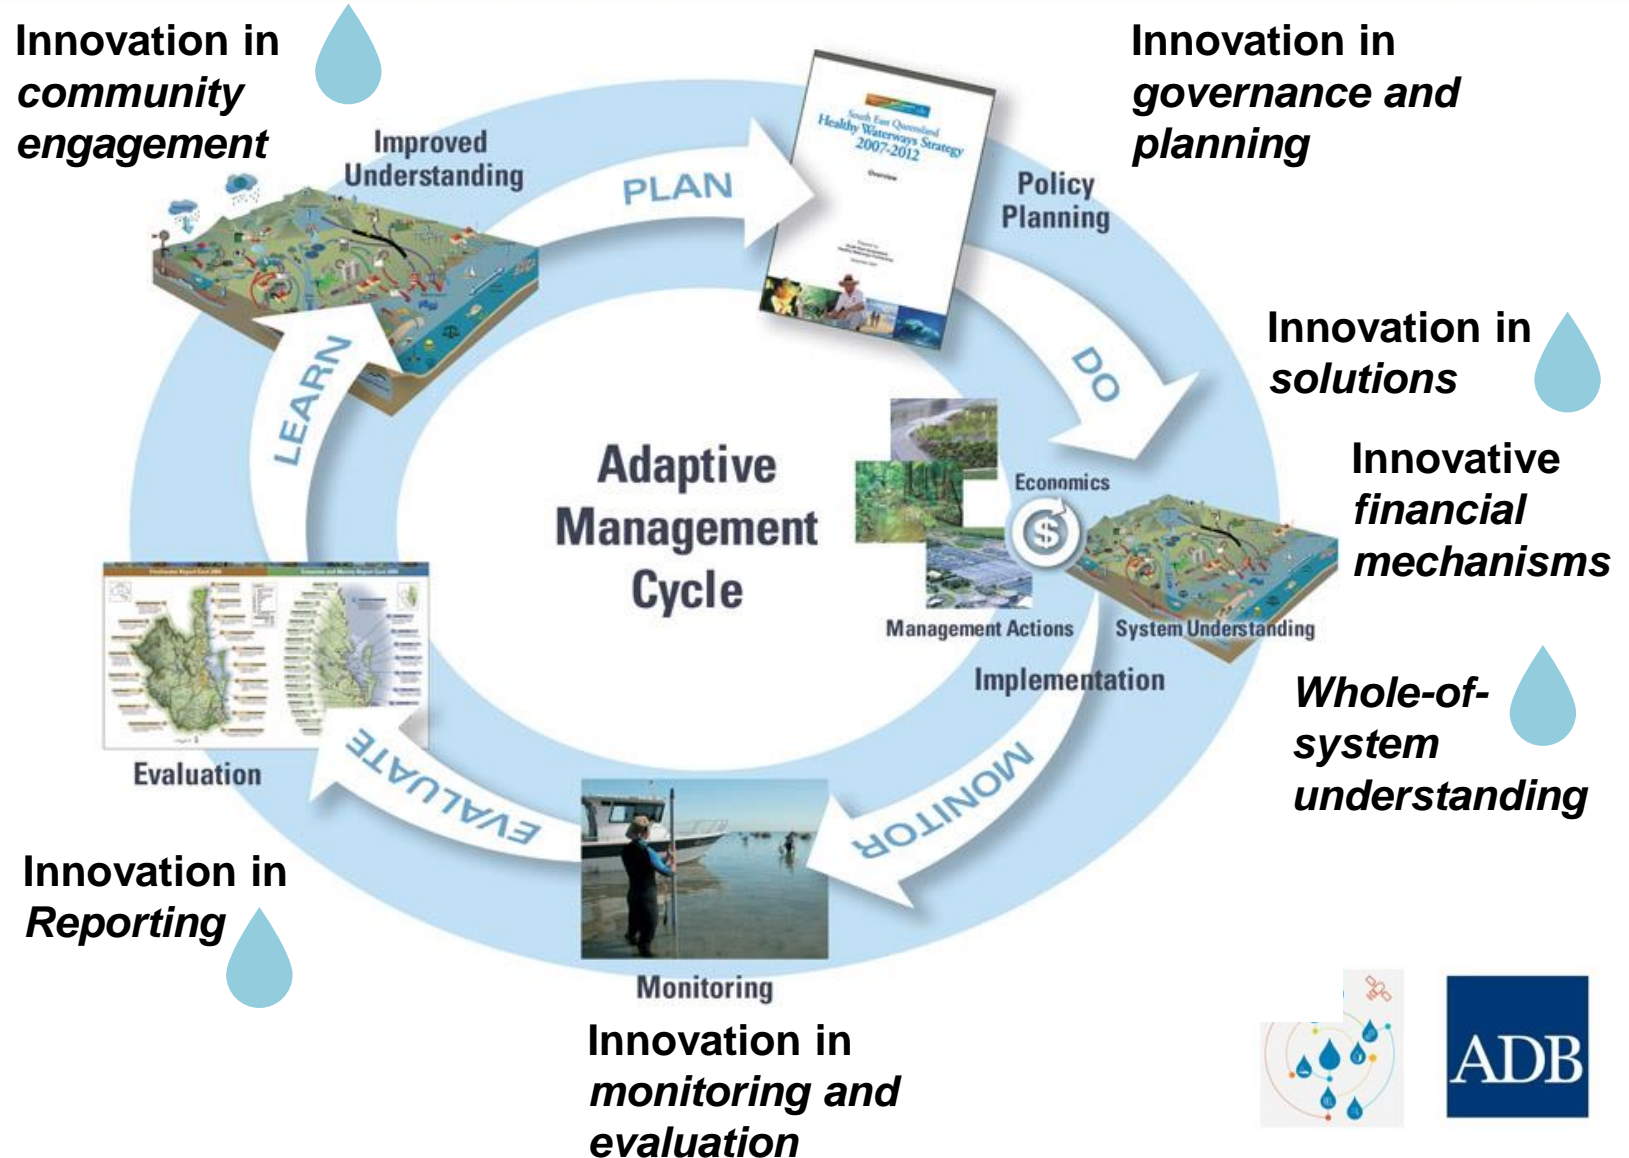 Innovation in
community
engagement
Innovation in
governance and
planning
Improved
Understanding
PLAN
South East Queensland
Healthy Waterways Strategy
2007-2012
Overview
Policy
Planning
DO
Innovation in
solutions
Innovative
financial
mechanisms
LEARN
Adaptive
Management
Cycle
Economics
$
Management Actions
System Understanding
Implementation
Whole-of-
system
understanding
MONITOR
EVALUATE
Evaluation
Innovation in
Reporting
Monitoring
Innovation in
monitoring and
evaluation
ADB